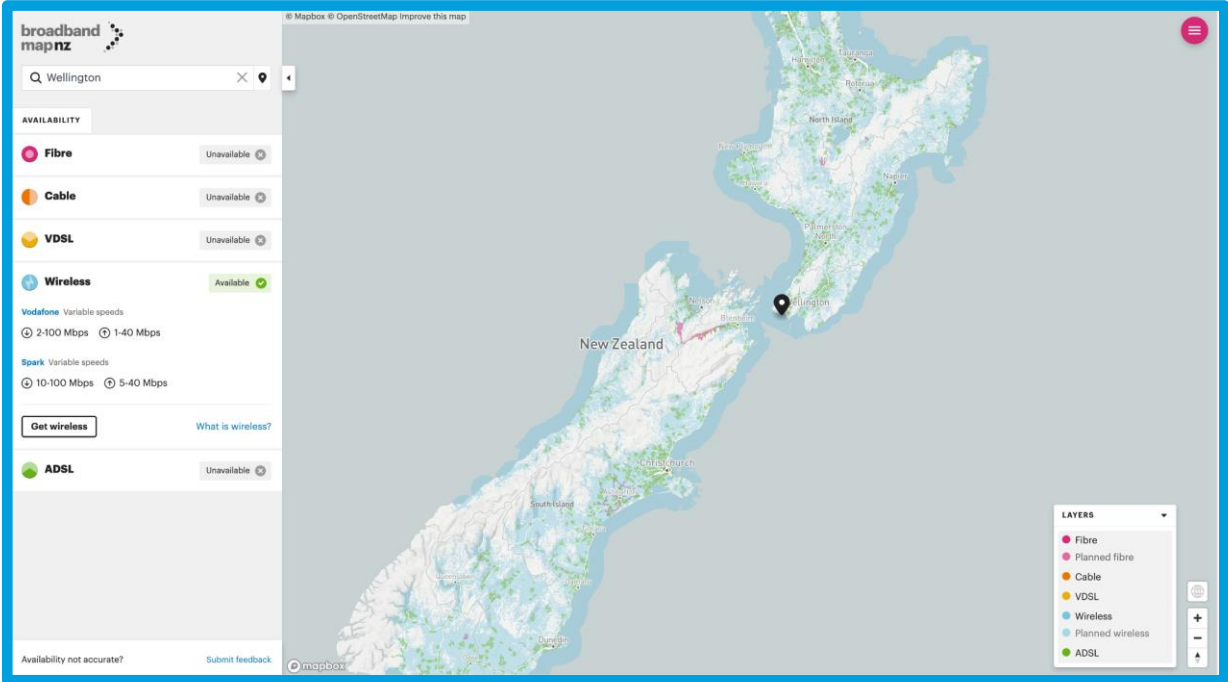 broadband
mapnz
Wellington
AVAILABILITY
Fibre
Unavailable
Cable
Unavailable
VDSL
Unavailable
Wireless
Available
Vodafone Variable speeds
2-100 Mbps 1-40 Mbps
Spark Variable speeds
10-100 Mbps 5-40 Mbps
Get wireless
What is wireless?
ADSL
Unavailable
Availability not accurate?
Submit feedback
© Mapbox © OpenStreetMap Improve this map
Tauranga
Hamilton
Rotorua
North Island
New Plymouth
Hawera
Napier
Palmerston
North
Nelson
ellington
Blenheim
New Zealand
Christchurch
South Island
Queenstown
Dunedin
mapbox
LAYERS
Fibre
Planned fibre
Cable
VDSL
Wireless
Planned wireless
ADSL